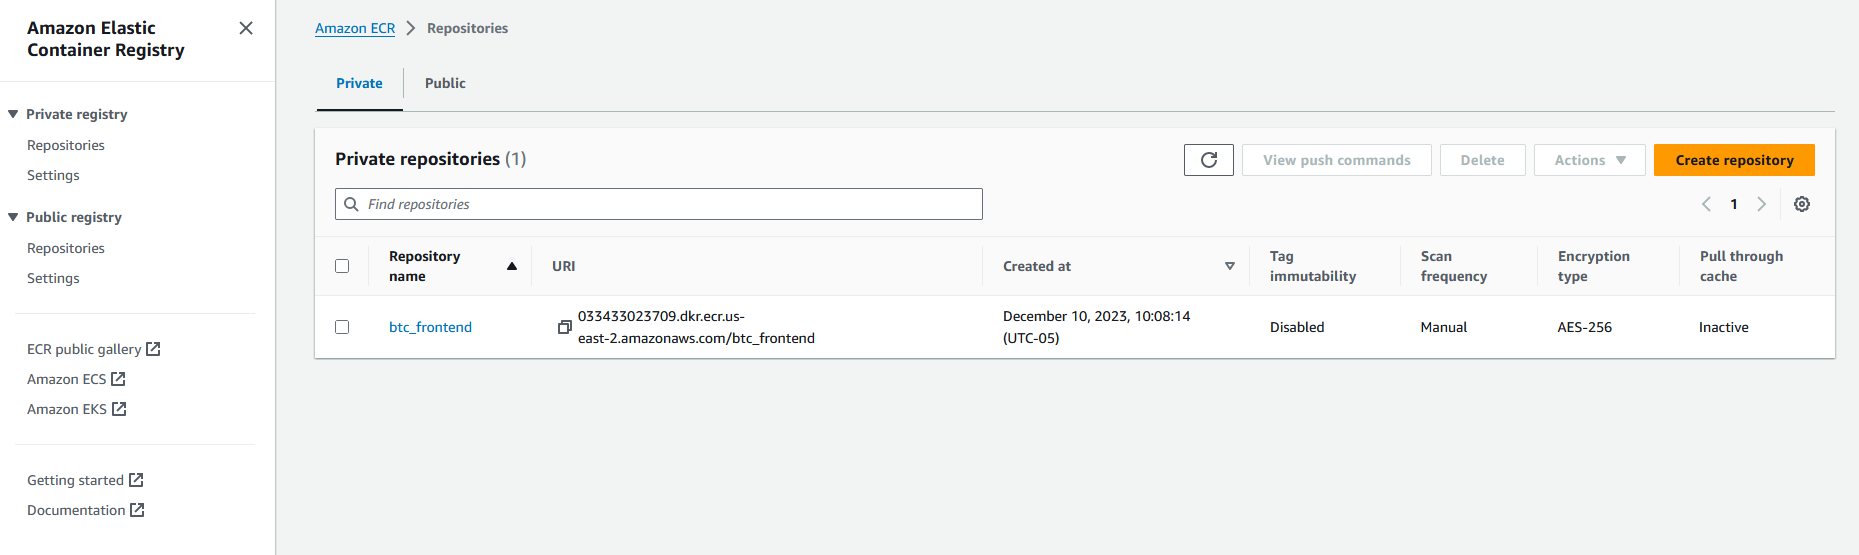 Amazon Elastic
Container Registry
Private registry
Repositories
Settings
Public registry
Repositories
Settings
ECR public gallery
Amazon ECS
Amazon EKS
Getting started
Documentation
Amazon ECR > Repositories
Private
Public
Private repositories (1)
View push commands
Delete
Actions
Create repository
Find repositories
1
Repository
name
URI
Created at
Tag
immutability
Scan
frequency
Encryption
type
Pull through
cache
btc_frontend
033433023709.dkr.ecr.us-
east-2.amazonaws.com/btc_frontend
December 10, 2023, 10:08:14
(UTC-05)
Disabled
Manual
AES-256
Inactive